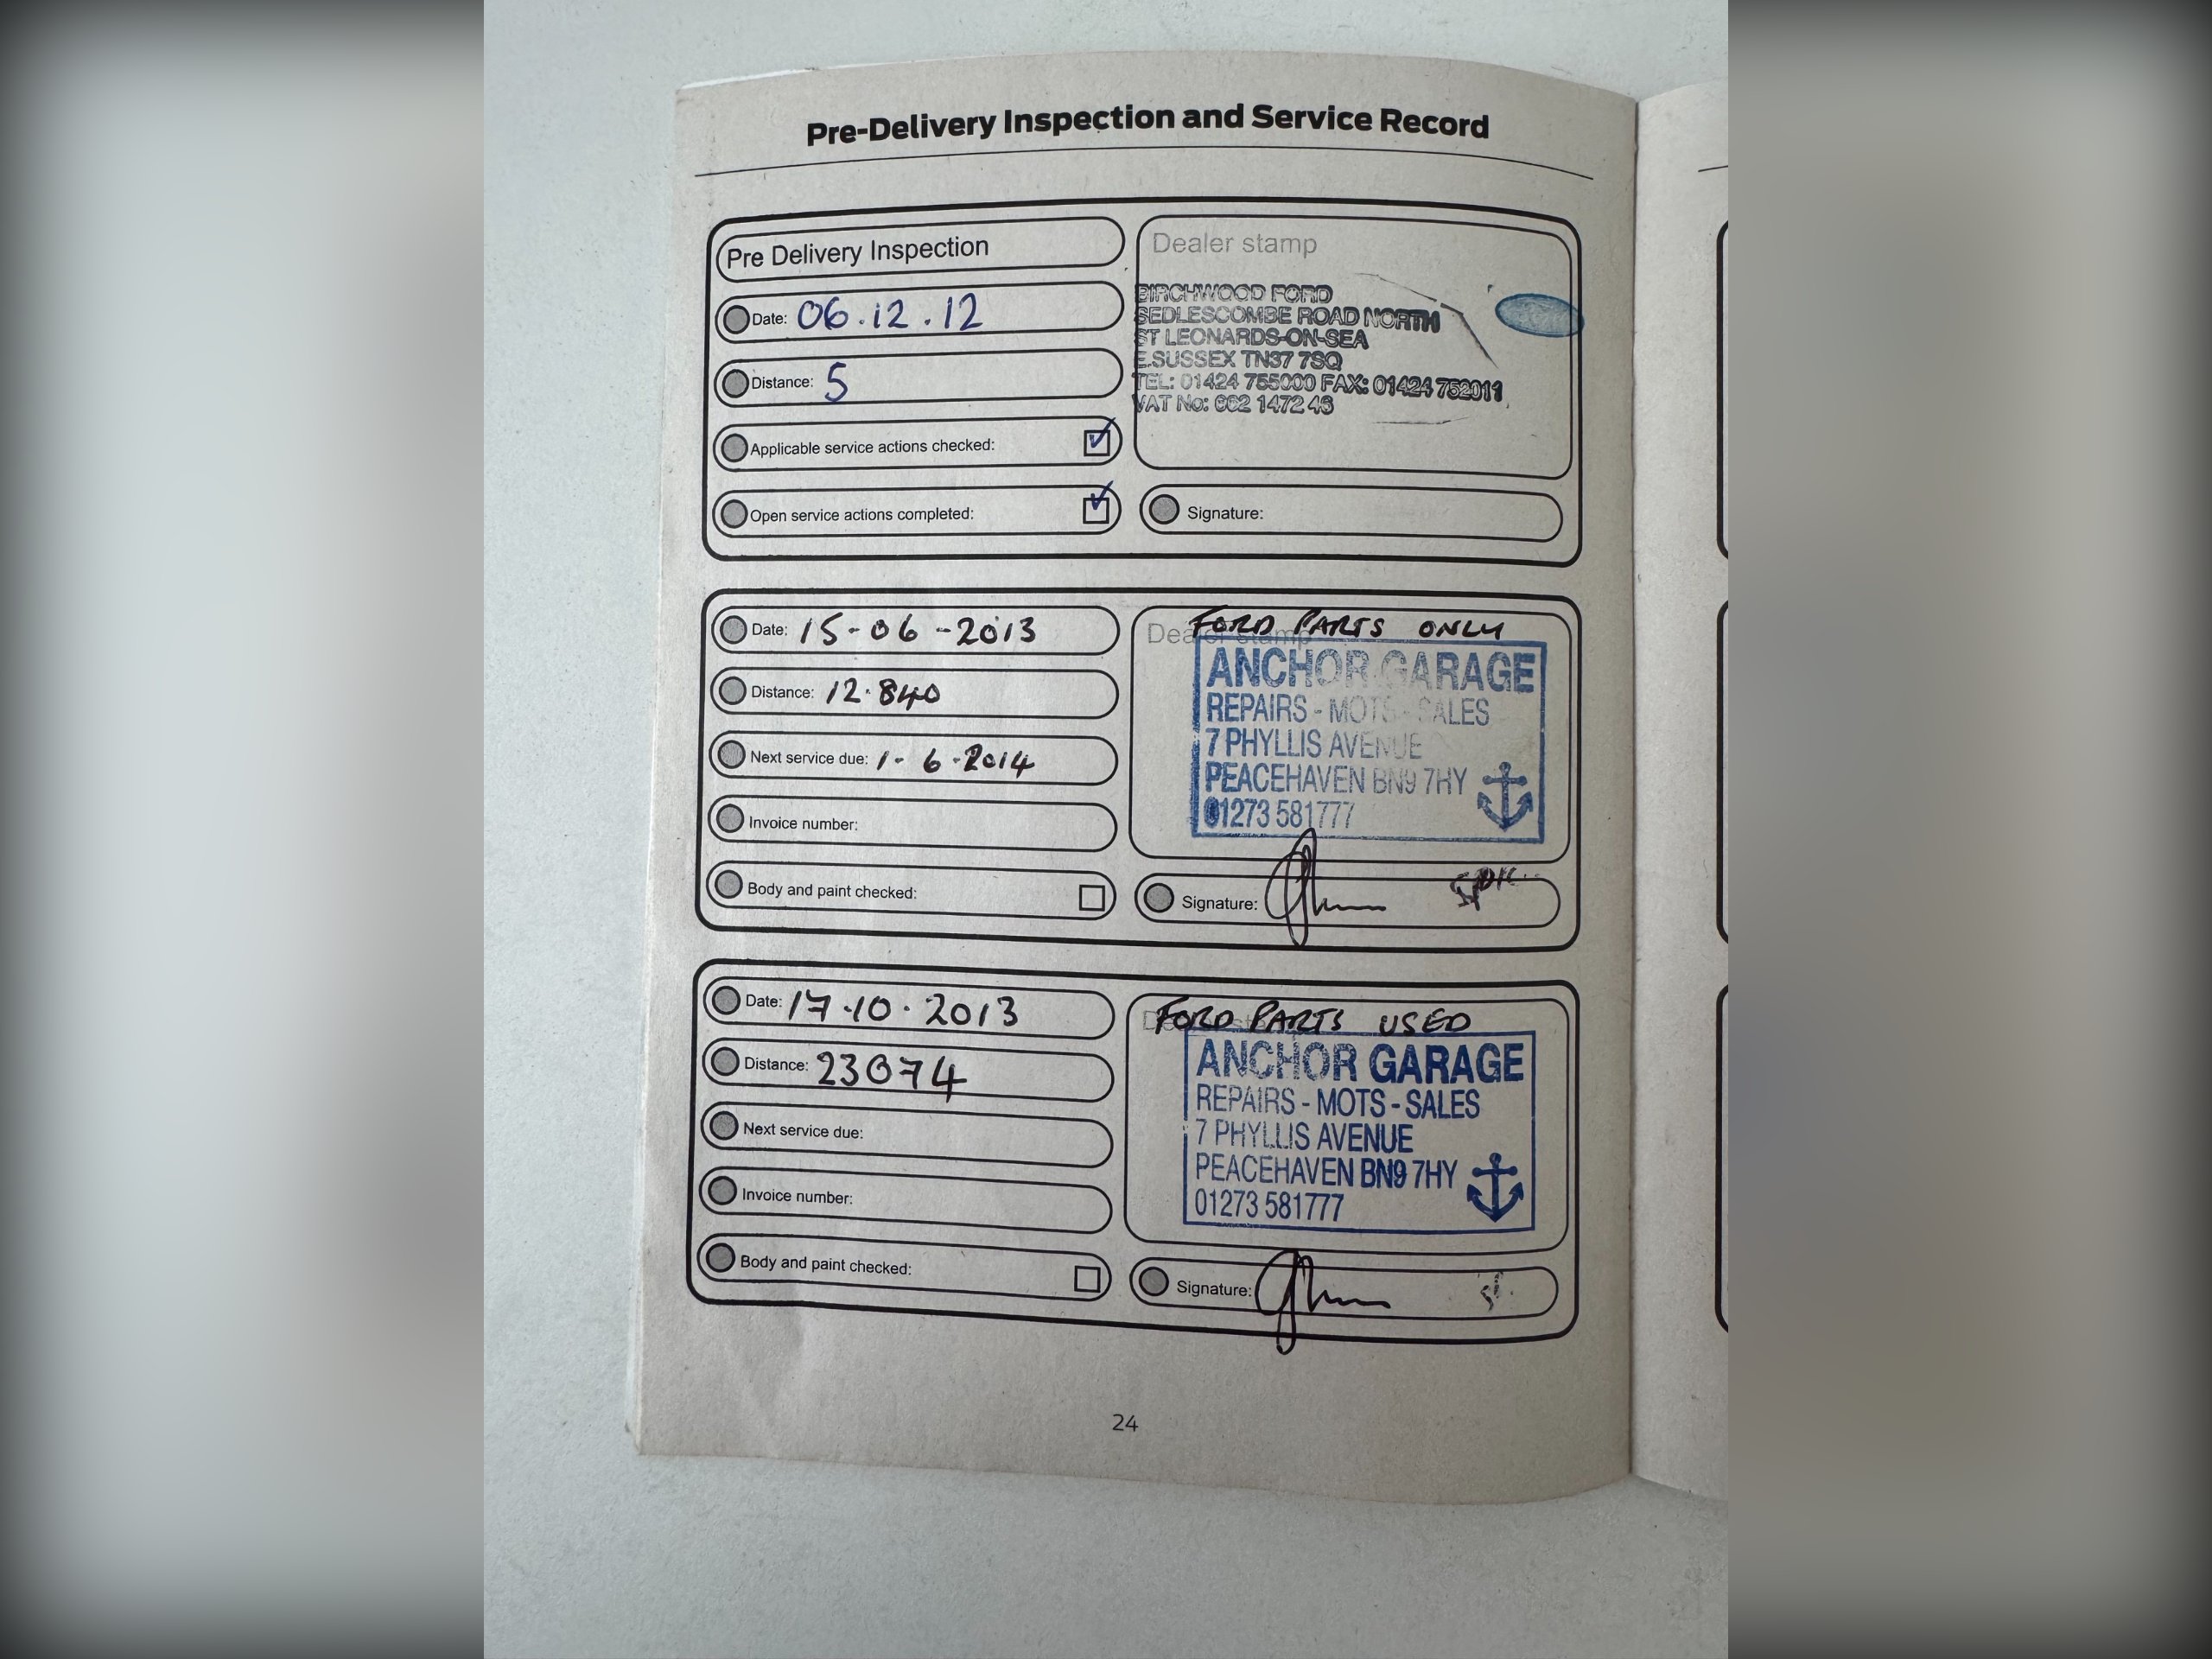 Pre-Delivery Inspection and Service Record
Pre Delivery Inspection
Date: 06.12.12
Distance: 5
Applicable service actions checked:
Open service actions completed:
Dealer stamp
BIRCHWOOD FORD
SEDLESCOMBE ROAD NORTH
ST LEONARDS-ON-SEA
E.SUSSEX TN37 7SQ
TEL: 01424 755000 FAX: 01424 752011
VAT No: 662 1472 46
Signature:
Date: 15-06-2013
Distance: 12.840
Next service due: 1-6-2014
Invoice number:
Body and paint checked:
FORD PARTS ONLY
Dealer stamp
ANCHOR GARAGE
REPAIRS - MOTS - SALES
7 PHYLLIS AVENUE
PEACEHAVEN BN9 7HY
01273 581777
Signature:
Date: 17.10.2013
Distance: 23074
Next service due:
Invoice number:
Body and paint checked:
FORD PARTS USED
Dealer stamp
ANCHOR GARAGE
REPAIRS - MOTS - SALES
7 PHYLLIS AVENUE
PEACEHAVEN BN9 7HY
01273 581777
Signature:
24